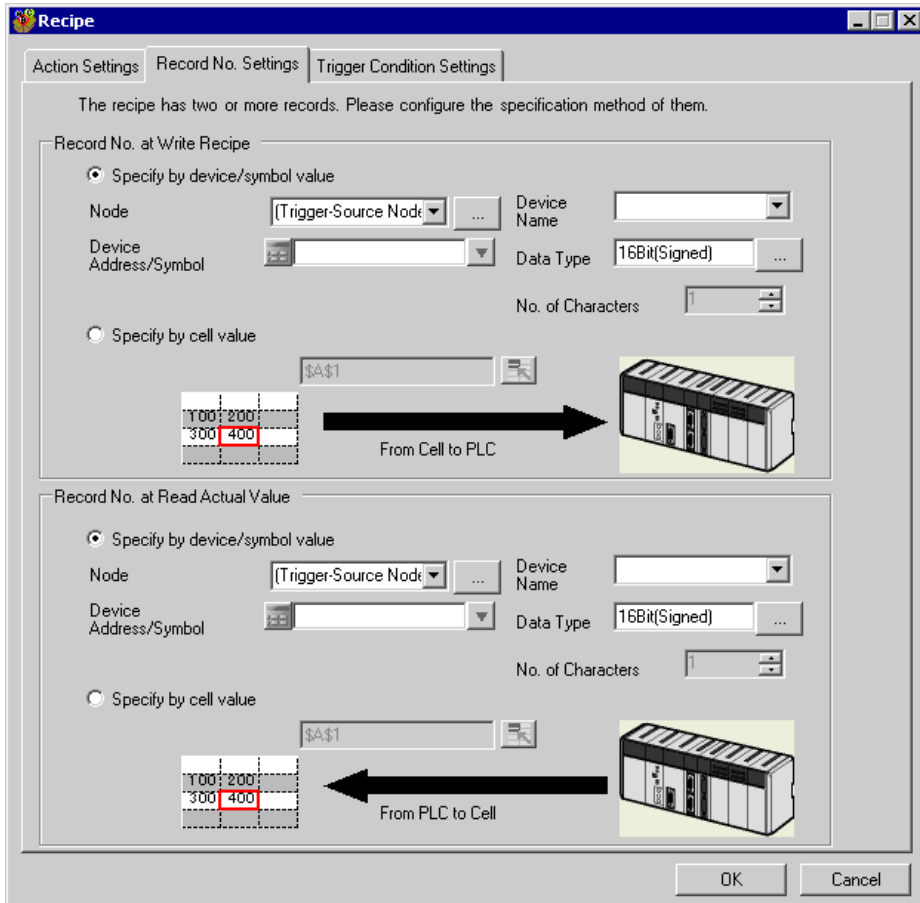 Recipe
Action Settings Record No. Settings Trigger Condition Settings
The recipe has two or more records. Please configure the specification method of them.
Record No. at Write Recipe
Specify by device/symbol value
Node (Trigger-Source Node ... Device Name
Device Address/Symbol Data Type 16Bit(Signed) ...
No. of Characters 1
Specify by cell value
$A$1
100 200
300 400
From Cell to PLC
Record No. at Read Actual Value
Specify by device/symbol value
Node (Trigger-Source Node ... Device Name
Device Address/Symbol Data Type 16Bit(Signed) ...
No. of Characters 1
Specify by cell value
$A$1
100 200
300 400
From PLC to Cell
OK Cancel